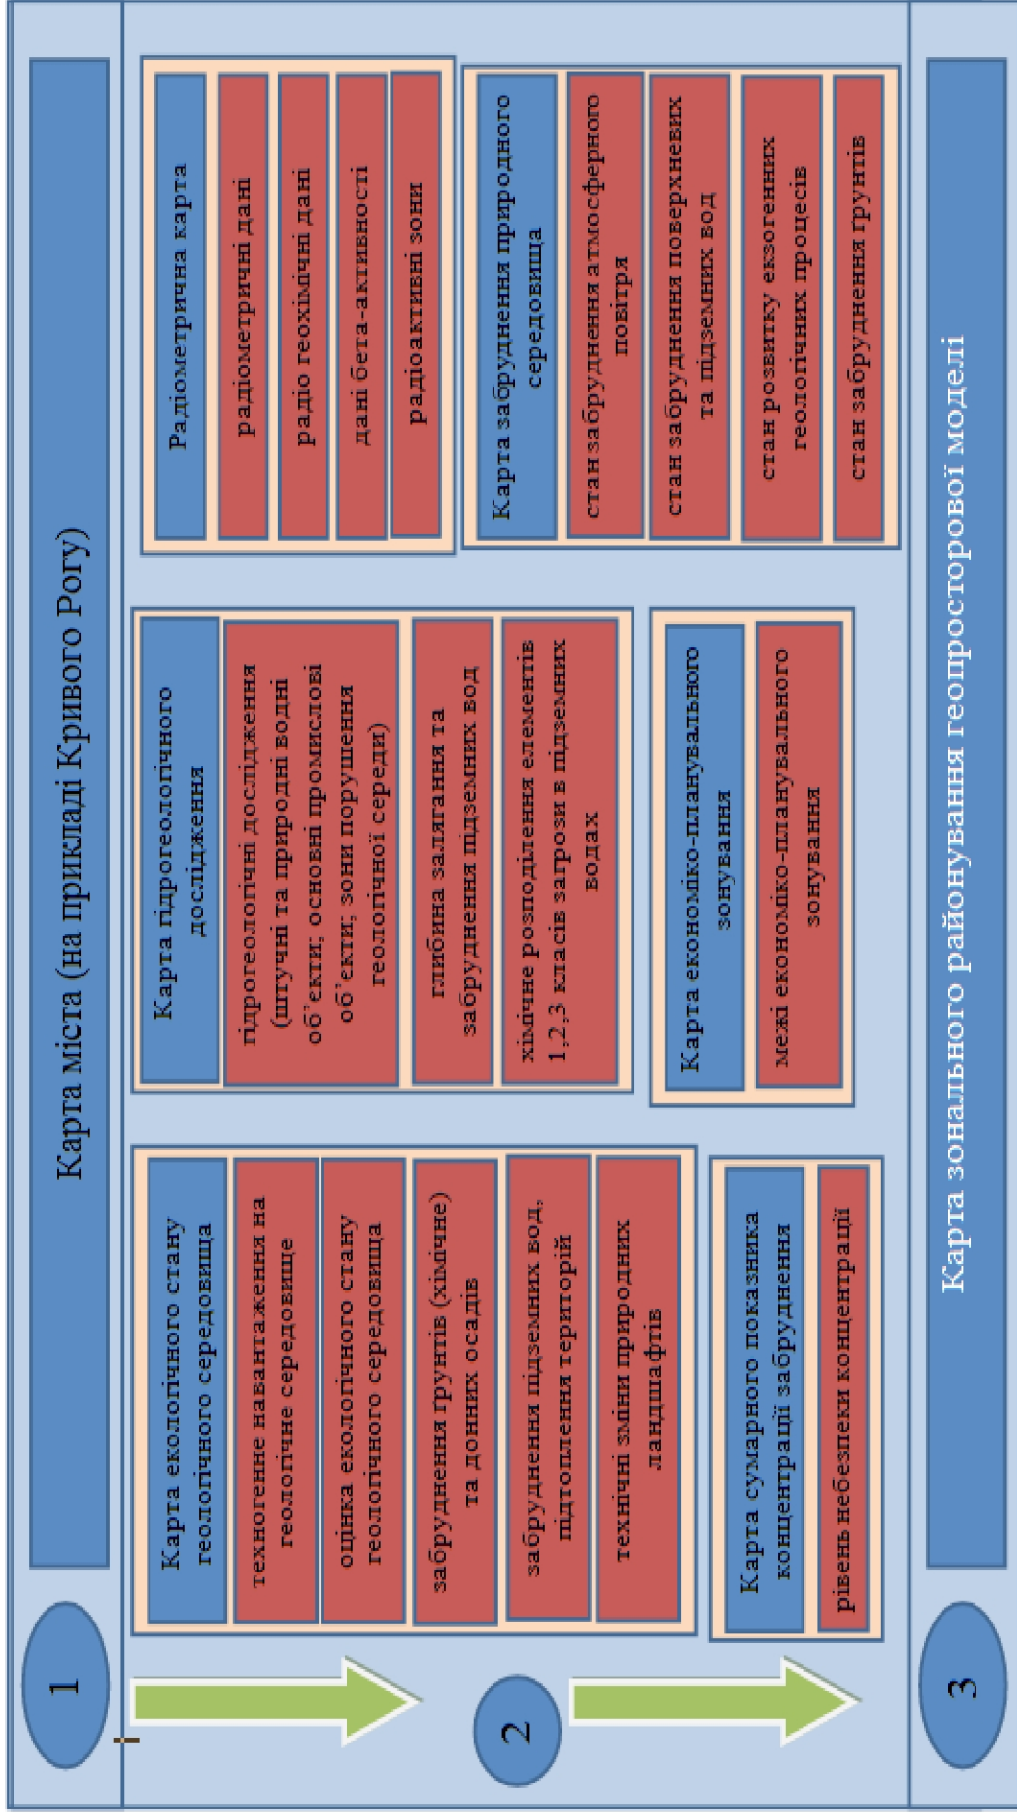 1
Карта міста (на прикладі Кривого Рогу)
2
Карта екологічного стану
геологічного середовища
техногенне навантаження на
геологічне середовище
оцінка екологічного стану
геологічного середовища
забруднення ґрунтів (хімічне)
та донних осадів
забруднення підземних вод,
підтоплення територій
технічні зміни природних
ландшафтів
Карта сумарного показника
концентрації забруднення
рівень небезпеки концентрації
Карта гідрогеологічного
дослідження
гідрогеологічні дослідження
(штучні та природні водні
об'єкти; основні промислові
об'єкти; зони порушення
геологічної середи)
глибина залягання та
забруднення підземних вод
хімічне розподілення елементів
1,2,3 класів загрози в підземних
водах
Карта економіко-планувального
зонування
межі економіко-планувального
зонування
Радіометрична карта
радіометричні дані
радіо геохімічні дані
дані бета-активності
радіоактивні зони
Карта забруднення природного
середовища
стан забруднення атмосферного
повітря
стан забруднення поверхневих
та підземних вод
стан розвитку екзогенних
геологічних процесів
стан забруднення ґрунтів
3
Карта зонального районування геопросторової моделі